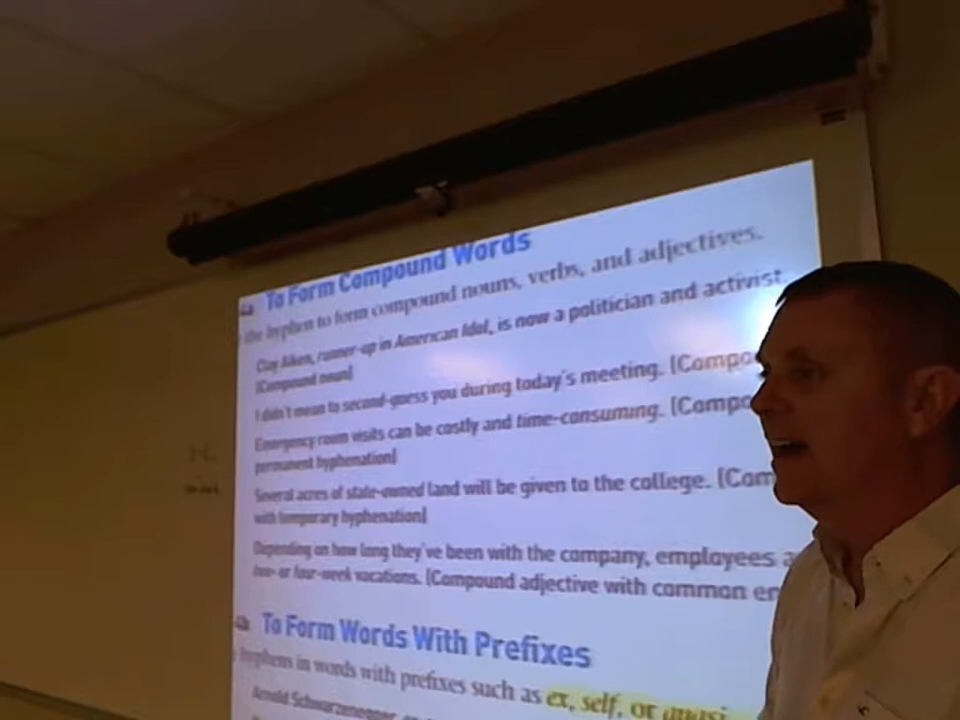 To Form Compound Words
the hyphen to form compound nouns, verbs, and adjectives.
Clay Aiken, runner-up in American Idol, is now a politician and activist.
[Compound noun]
I didn't mean to second-guess you during today's meeting. [Compo
Emergency room visits can be costly and time-consuming. [Compo
permanent hyphenation]
Several acres of state-owned land will be given to the college. [Com
with temporary hyphenation]
Depending on how long they've been with the company, employees
two- or four-week vacations. [Compound adjective with common
To Form Words With Prefixes
hyphens in words with prefixes such as ex, self, or quasi.
Arnold Schwarzenegger,